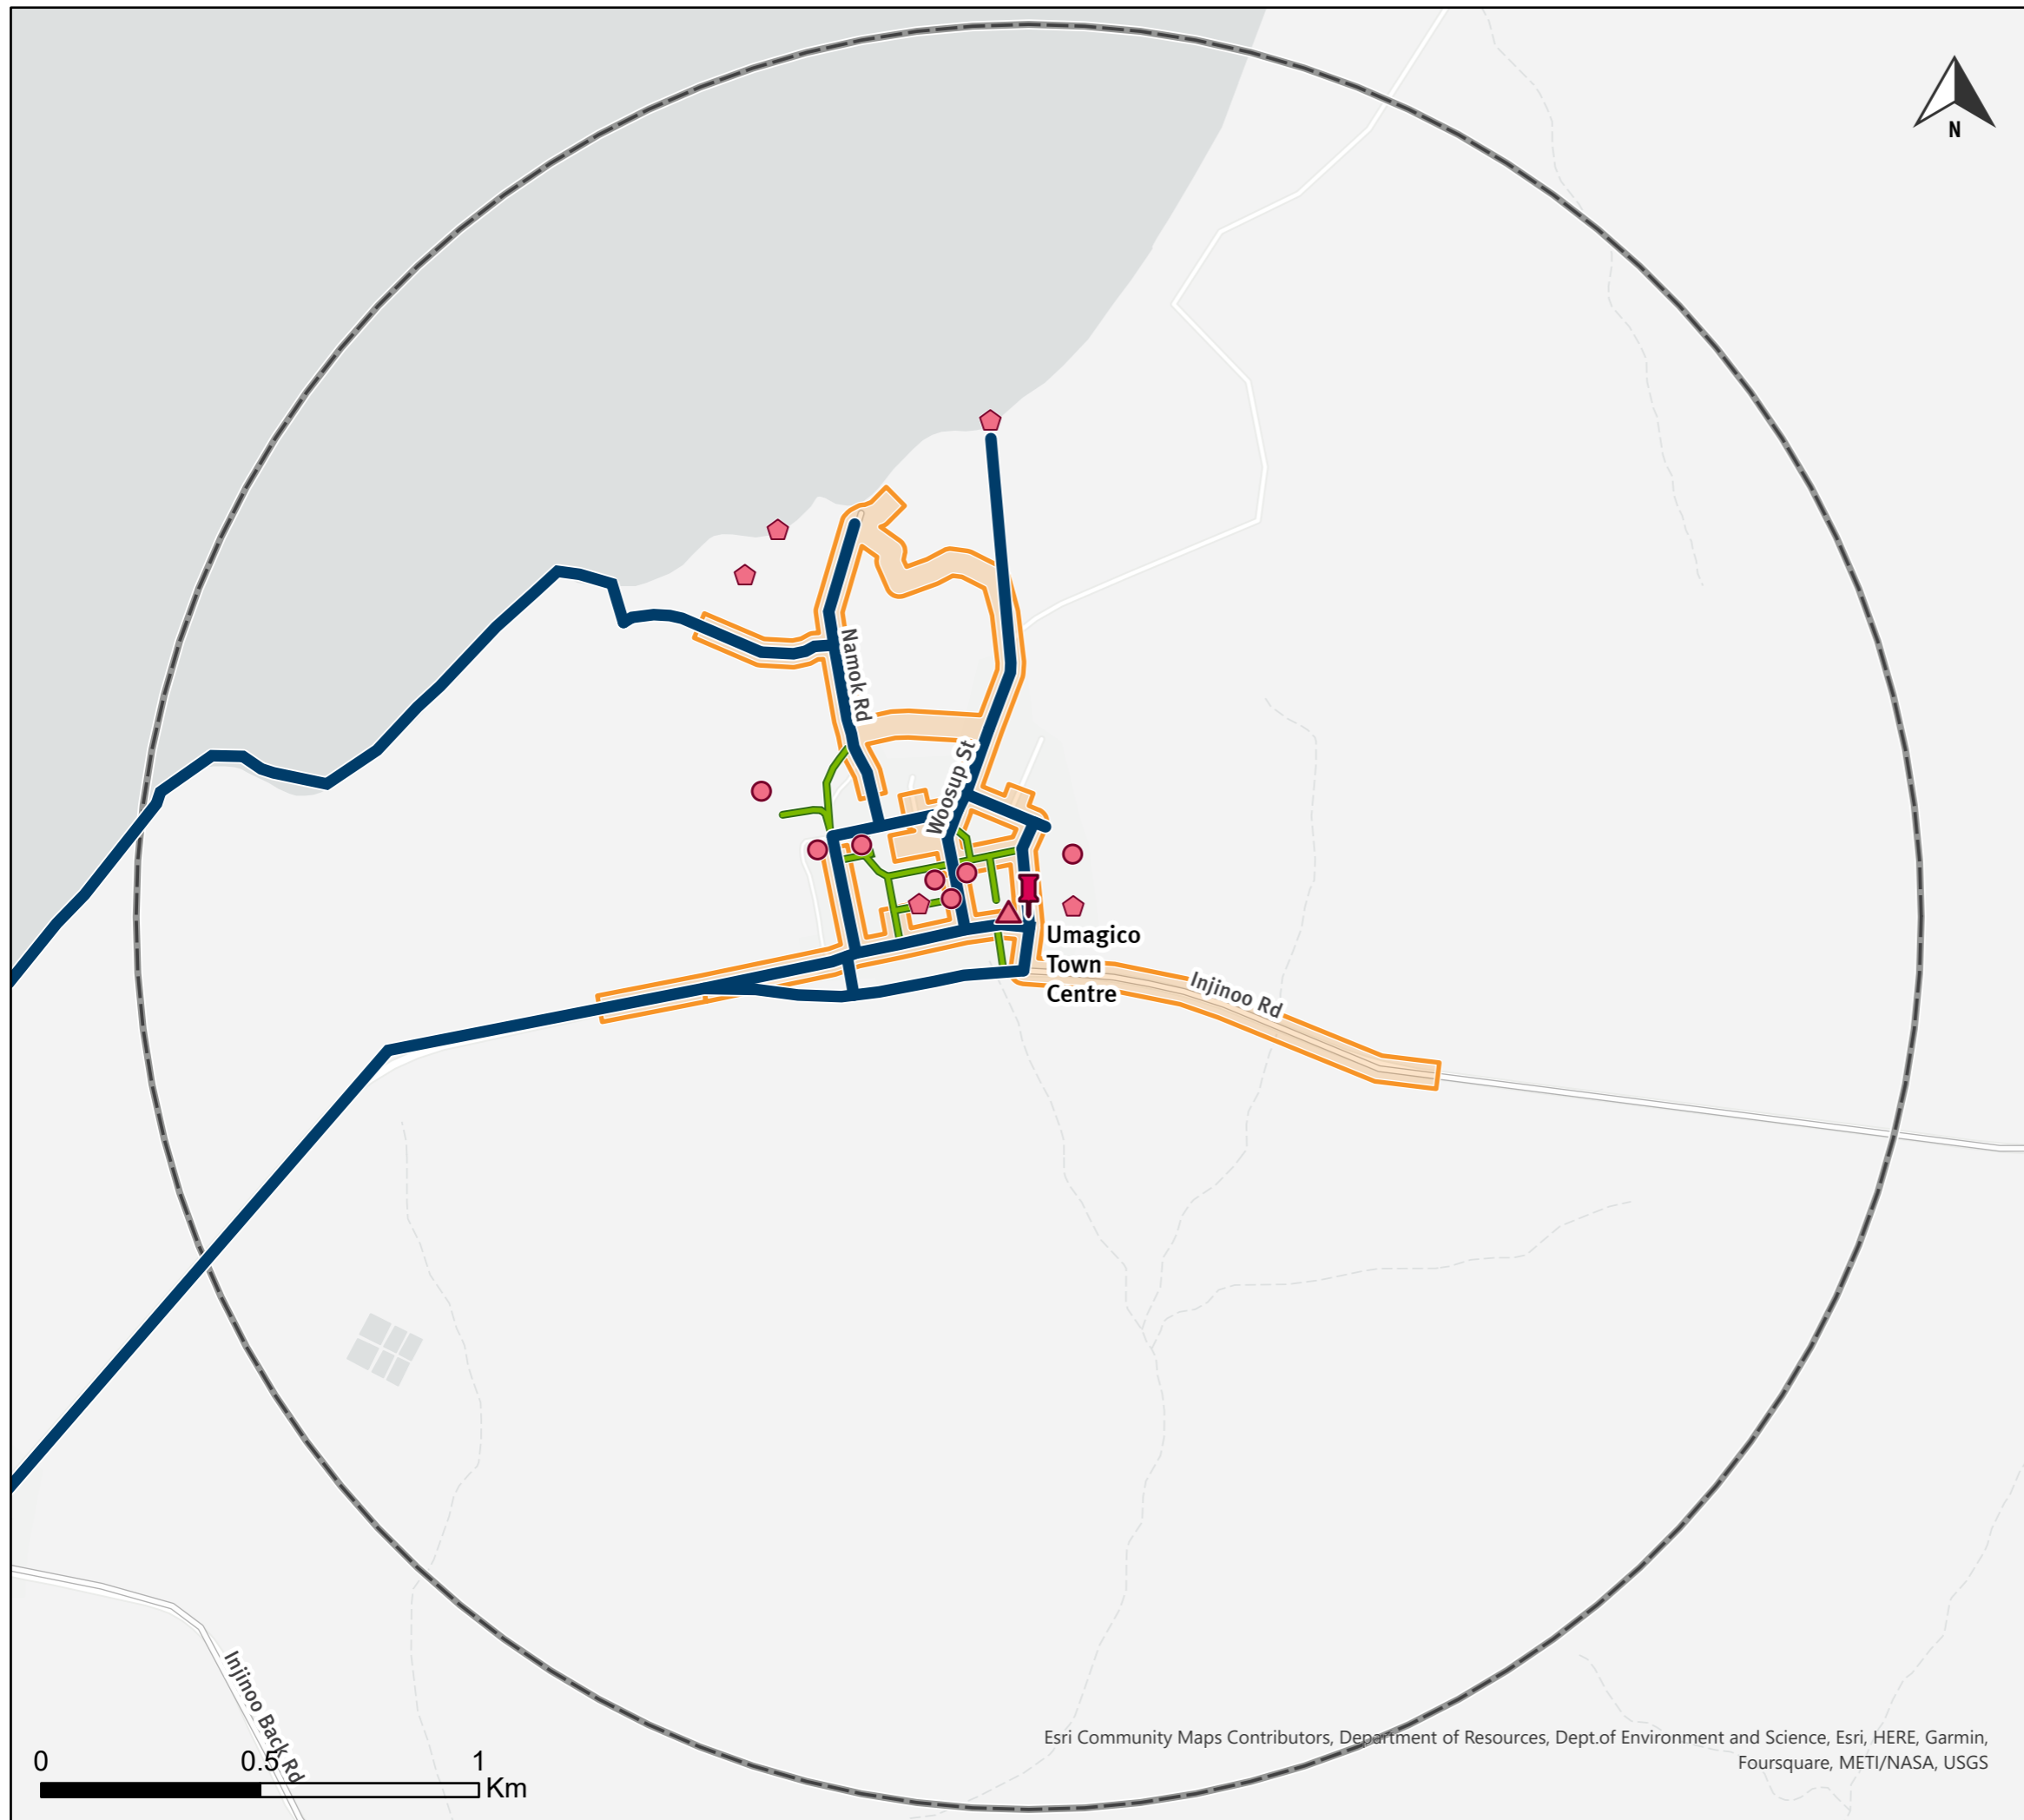 N
Namok Rd
Woosup St
Umagico
Town
Centre
Injinoo Rd
Injinoo Back Rd
0 0.5 1
Km
Esri Community Maps Contributors, Department of Resources, Dept.of Environment and Science, Esri, HERE, Garmin,
Foursquare, METI/NASA, USGS